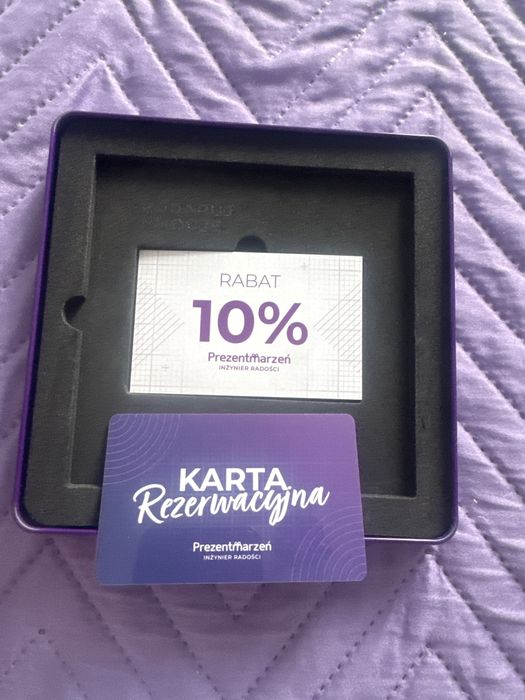 RABAT
10%
PrezentMarzeń
INŻYNIER RADOŚCI
KARTA
Rezerwacyjna
PrezentMarzeń
INŻYNIER RADOŚCI